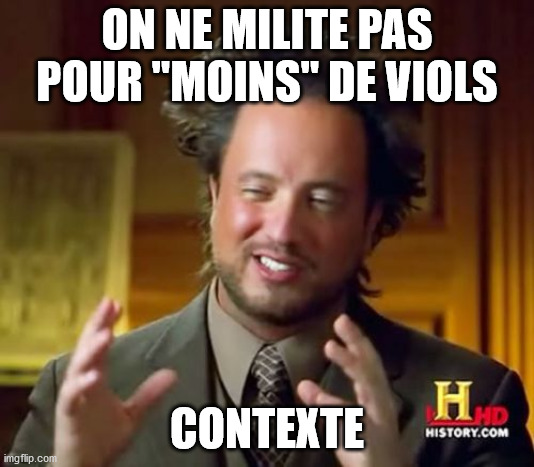 ON NE MILITE PAS
POUR "MOINS" DE VIOLS
CONTEXTE
H HD
HISTORY.COM
imgflip.com